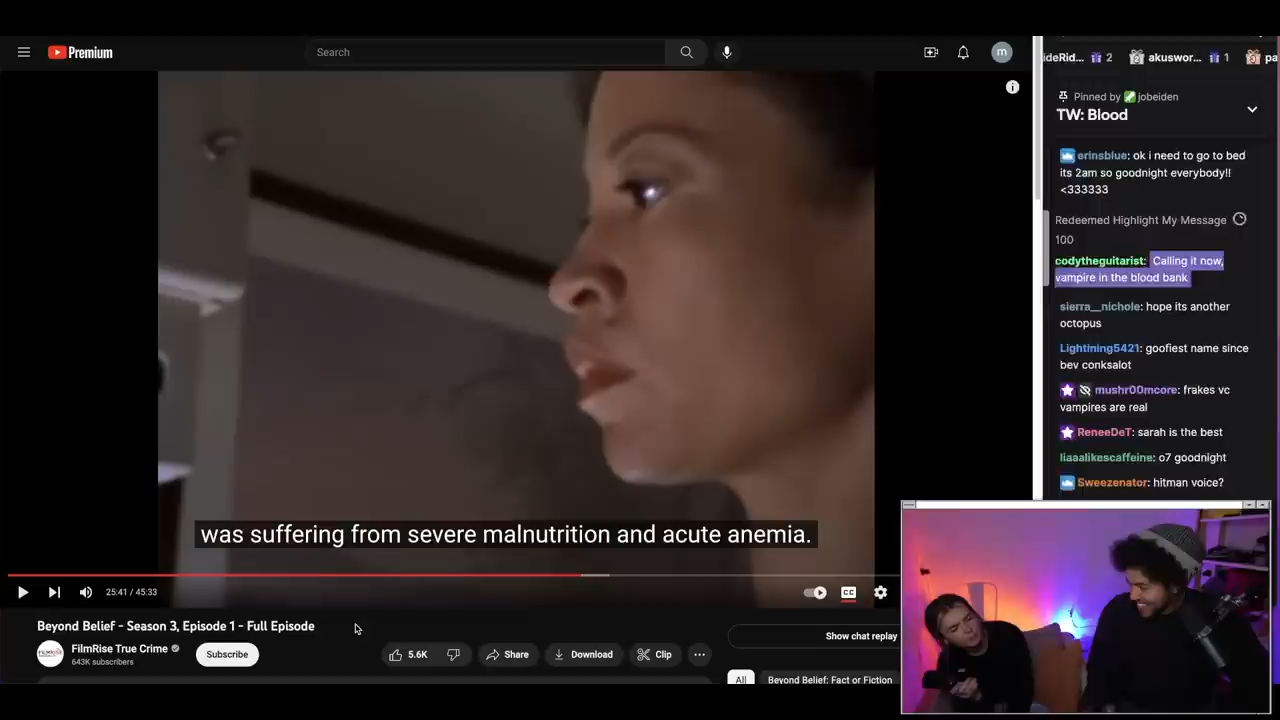 Premium
Search
m
was suffering from severe malnutrition and acute anemia.
25:41 / 45:33
CC
Beyond Belief - Season 3, Episode 1 - Full Episode
FilmRise True Crime
643K subscribers
Subscribe
5.6K
Share
Download
Clip
Show chat replay
All
Beyond Belief: Fact or Fiction
ideRid... 2
akuswor... 1
pa
Pinned by jobeiden
TW: Blood
erinsblue: ok i need to go to bed
its 2am so goodnight everybody!!
<333333
Redeemed Highlight My Message
100
codytheguitarist: Calling it now,
vampire in the blood bank
sierra__nichole: hope its another
octopus
Lightning5421: goofiest name since
bev conksalot
mushr00mcore: frakes vc
vampires are real
ReneeDeT: sarah is the best
liaaalikescaffeine: o7 goodnight
Sweezenator: hitman voice?